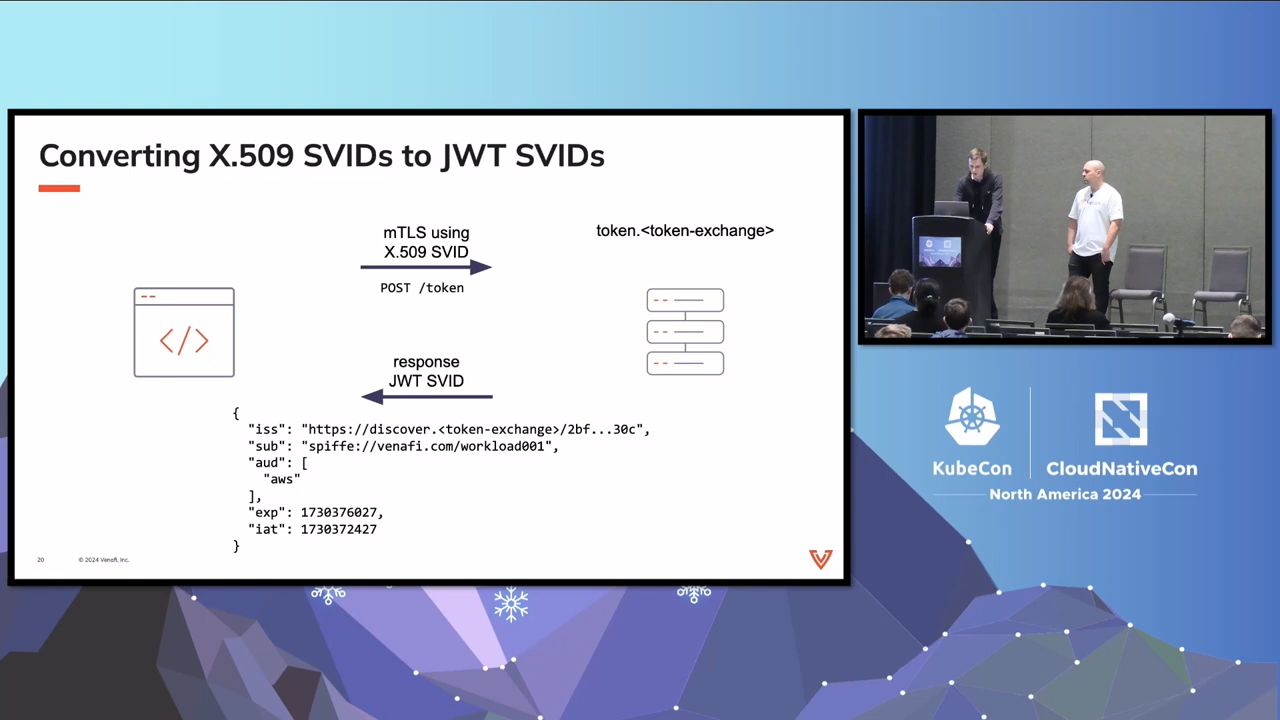 Converting X.509 SVIDs to JWT SVIDs
mTLS using
X.509 SVID
POST /token
token.<token-exchange>
response
JWT SVID
{
"iss": "https://discover.<token-exchange>/2bf...30c",
"sub": "spiffe://venafi.com/workload001",
"aud": [
"aws"
],
"exp": 1730376027,
"iat": 1730372427
}
20
© 2024 Venafi, Inc.
KubeCon
CloudNativeCon
North America 2024